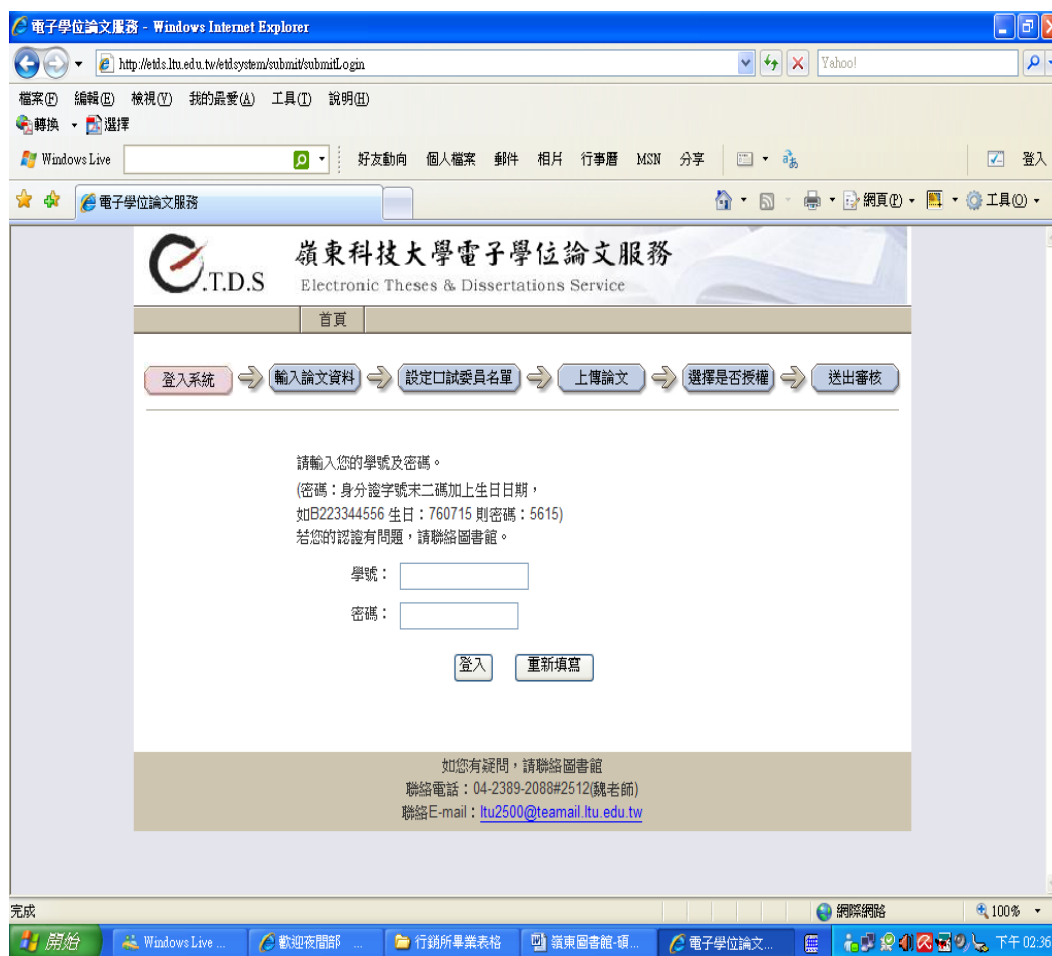 電子學位論文服務 - Windows Internet Explorer
http://etds.ltu.edu.tw/etdsystem/submit/submitLogin
Yahoo!
檔案(F) 編輯(E) 檢視(V) 我的最愛(A) 工具(T) 說明(H)
轉換 選擇
Windows Live 好友動向 個人檔案 郵件 相片 行事曆 MSN 分享 登入
電子學位論文服務 網頁(P) 工具(O)
.T.D.S 嶺東科技大學電子學位論文服務
Electronic Theses & Dissertations Service
首頁
登入系統 輸入論文資料 設定口試委員名單 上傳論文 選擇是否授權 送出審核
請輸入您的學號及密碼。
(密碼：身分證字號末二碼加上生日日期，
如B223344556 生日：760715 則密碼：5615)
若您的認證有問題，請聯絡圖書館。
學號：
密碼：
登入 重新填寫
如您有疑問，請聯絡圖書館
聯絡電話：04-2389-2088#2512(魏老師)
聯絡E-mail：ltu2500@teamail.ltu.edu.tw
完成 網際網路 100%
開始 Windows Live ... 歡迎夜間部 ... 行銷所畢業表格 嶺東圖書館-碩... 電子學位論文... 下午 02:36